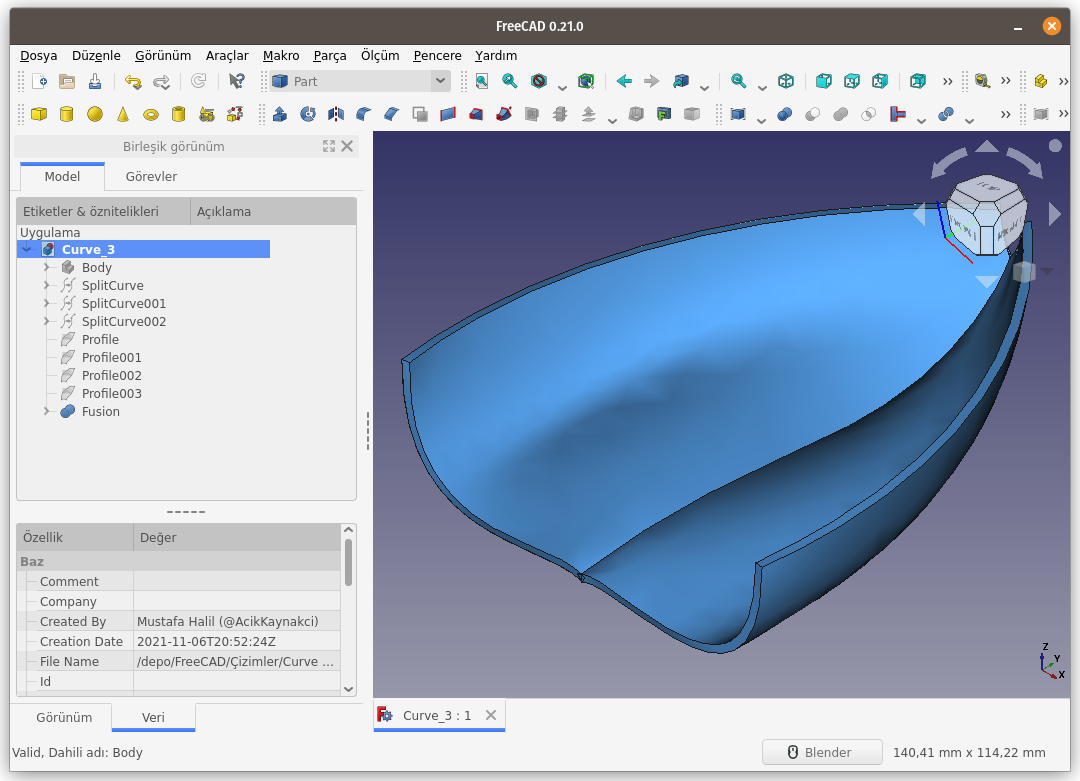 FreeCAD 0.21.0
Dosya Düzenle Görünüm Araçlar Makro Parça Ölçüm Pencere Yardım
Part
Birleşik görünüm
Model Görevler
Etiketler & öznitelikleri Açıklama
Uygulama
Curve_3
Body
SplitCurve
SplitCurve001
SplitCurve002
Profile
Profile001
Profile002
Profile003
Fusion
Özellik Değer
Baz
Comment
Company
Created By Mustafa Halil (@AcikKaynakci)
Creation Date 2021-11-06T20:52:24Z
File Name /depo/FreeCAD/Çizimler/Curve ...
Id
Z
Y
X
Görünüm Veri
Curve_3 : 1
Valid, Dahili adı: Body
Blender 140,41 mm x 114,22 mm